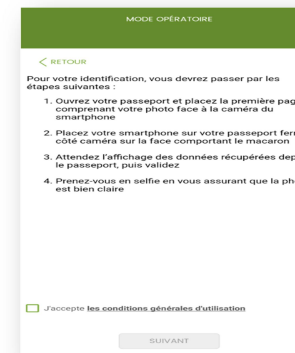 MODE OPÉRATOIRE
RETOUR
Pour votre identification, vous devrez passer par les
étapes suivantes :
1. Ouvrez votre passeport et placez la première pag
comprenant votre photo face à la caméra du
smartphone
2. Placez votre smartphone sur votre passeport fer
côté caméra sur la face comportant le macaron
3. Attendez l'affichage des données récupérées dep
le passeport, puis validez
4. Prenez-vous en selfie en vous assurant que la pho
est bien claire
J'accepte les conditions générales d'utilisation
SUIVANT